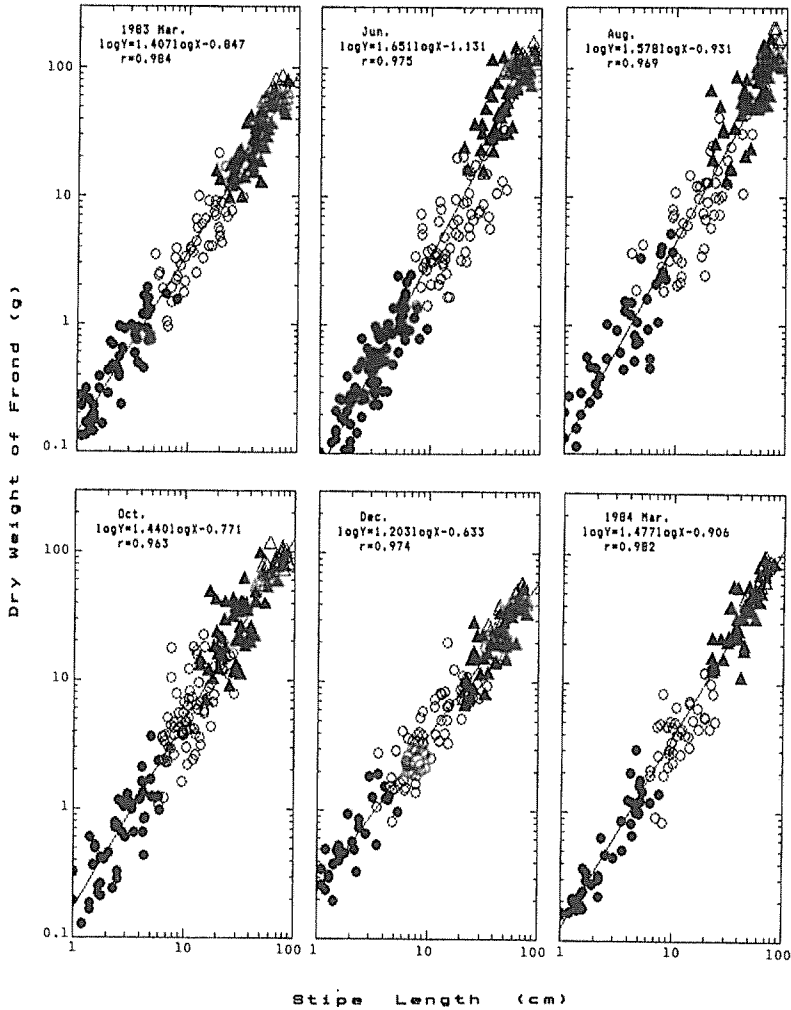 1983 Mar.
logY=1.407logX-0.847
r=0.984
Jun.
logY=1.651logX-1.131
r=0.975
Aug.
logY=1.578logX-0.931
r=0.969
100
10
1
0.1
Oct.
logY=1.440logX-0.771
r=0.963
Dec.
logY=1.203logX-0.633
r=0.974
1984 Mar.
logY=1.477logX-0.906
r=0.982
100
10
1
0.1
1 10 100
1 10 100
1 10 100
Dry Weight of Frond (g)
Stipe Length (cm)